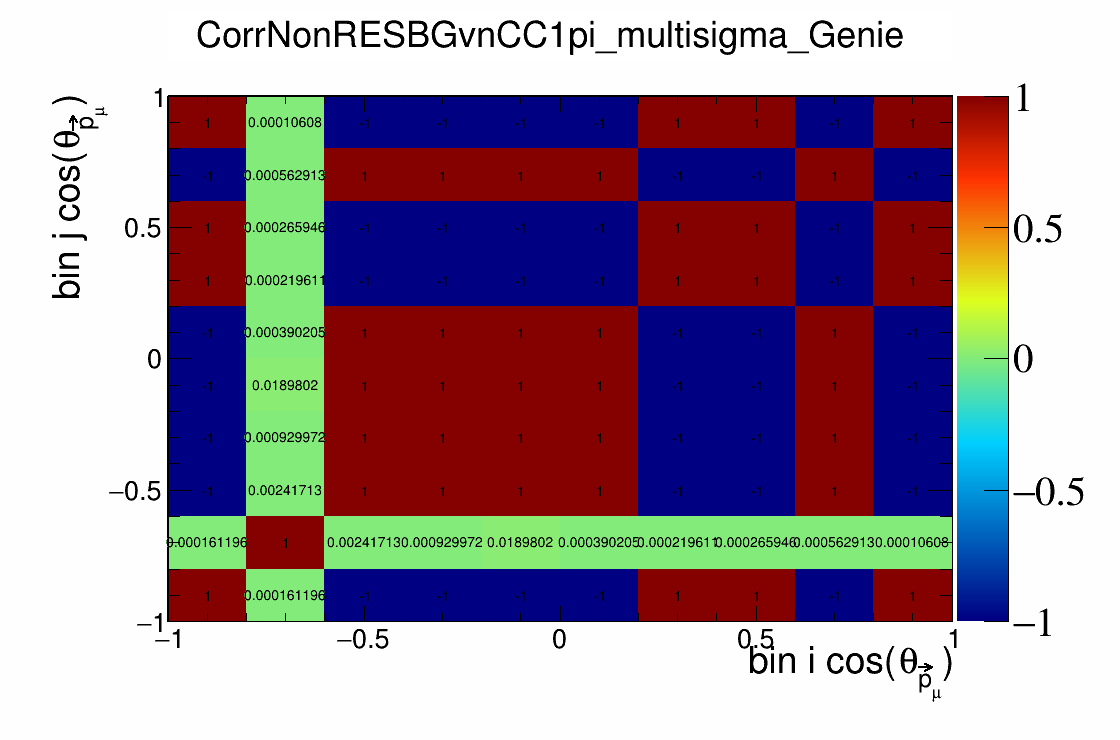 CorrNonRESBGvnCC1pi_multisigma_Genie
bin j cos(θ p⃗ μ)
1 0.00010608 -1 -1 -1 -1 1 1 -1 1
-1 0.000562913 1 1 1 1 -1 -1 1 -1
1 0.000265946 -1 -1 -1 -1 1 1 -1 1
1 0.000219611 -1 -1 -1 -1 1 1 -1 1
-1 0.000390205 1 1 1 1 -1 -1 1 -1
-1 0.0189802 1 1 1 1 -1 -1 1 -1
-1 0.000929972 1 1 1 1 -1 -1 1 -1
-1 0.00241713 1 1 1 1 -1 -1 1 -1
0.000161196 1 0.00241713 0.000929972 0.0189802 0.000390205 0.000219611 0.000265946 0.000562913 0.00010608
1 0.000161196 -1 -1 -1 -1 1 1 -1 1
1
0.5
0
−0.5
−1
−1 −0.5 0 0.5 1
bin i cos(θ p⃗ μ)
1
0.5
0
−0.5
−1